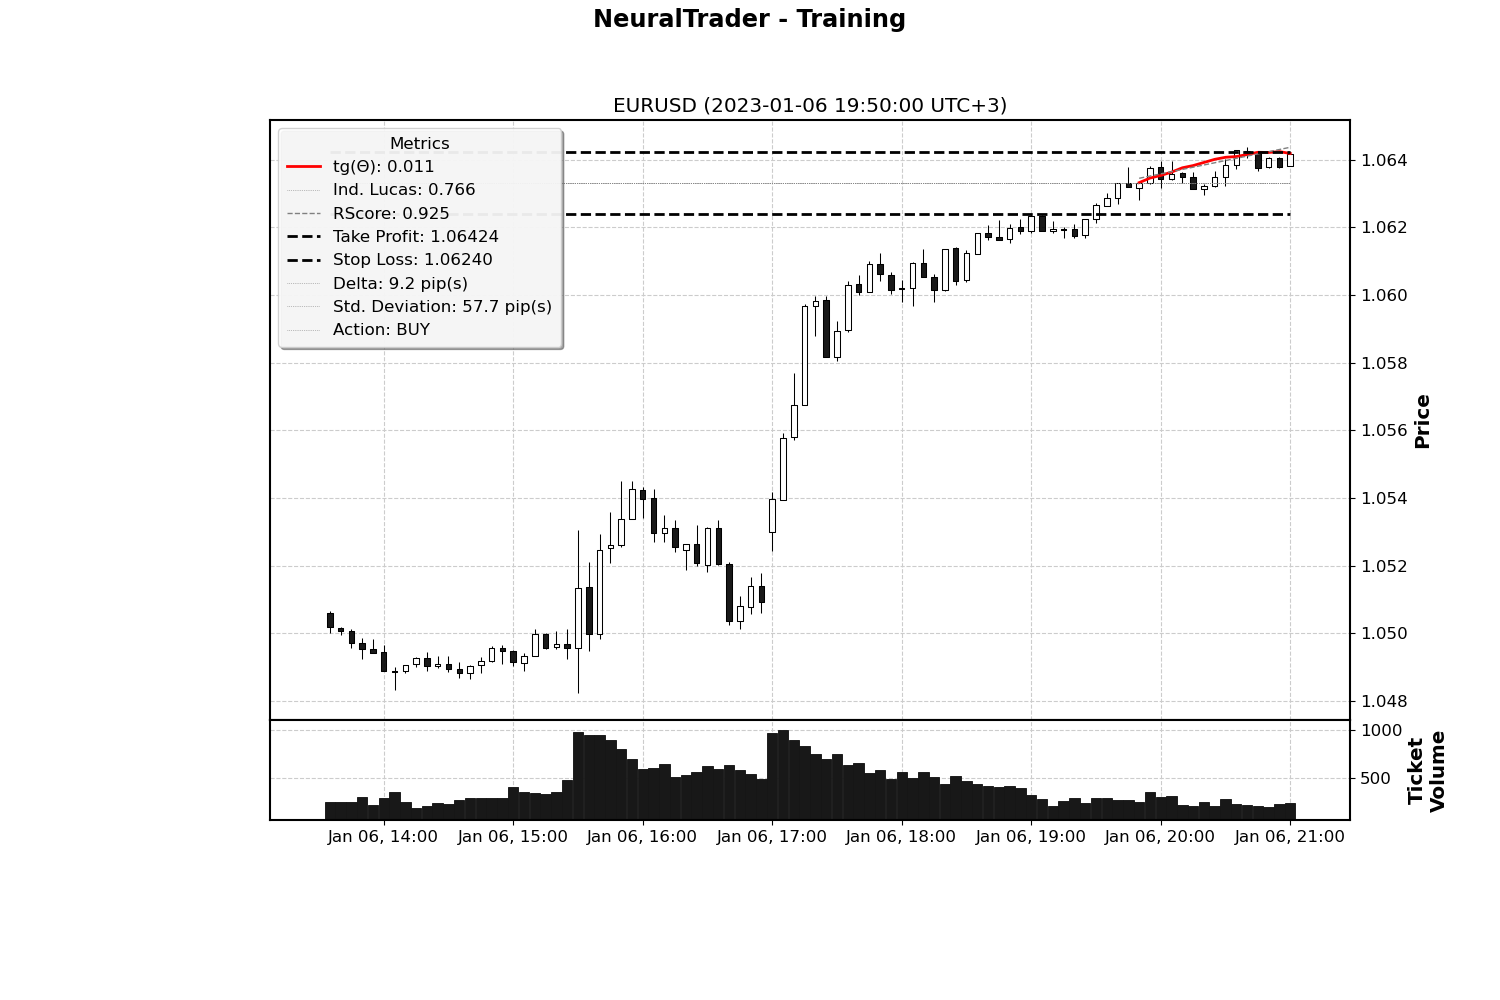 NeuralTrader - Training
EURUSD (2023-01-06 19:50:00 UTC+3)
Metrics
tg(Θ): 0.011
Ind. Lucas: 0.766
RScore: 0.925
Take Profit: 1.06424
Stop Loss: 1.06240
Delta: 9.2 pip(s)
Std. Deviation: 57.7 pip(s)
Action: BUY
1.064
1.062
1.060
1.058
1.056
1.054
1.052
1.050
1.048
Price
1000
500
Ticket
Volume
Jan 06, 14:00
Jan 06, 15:00
Jan 06, 16:00
Jan 06, 17:00
Jan 06, 18:00
Jan 06, 19:00
Jan 06, 20:00
Jan 06, 21:00